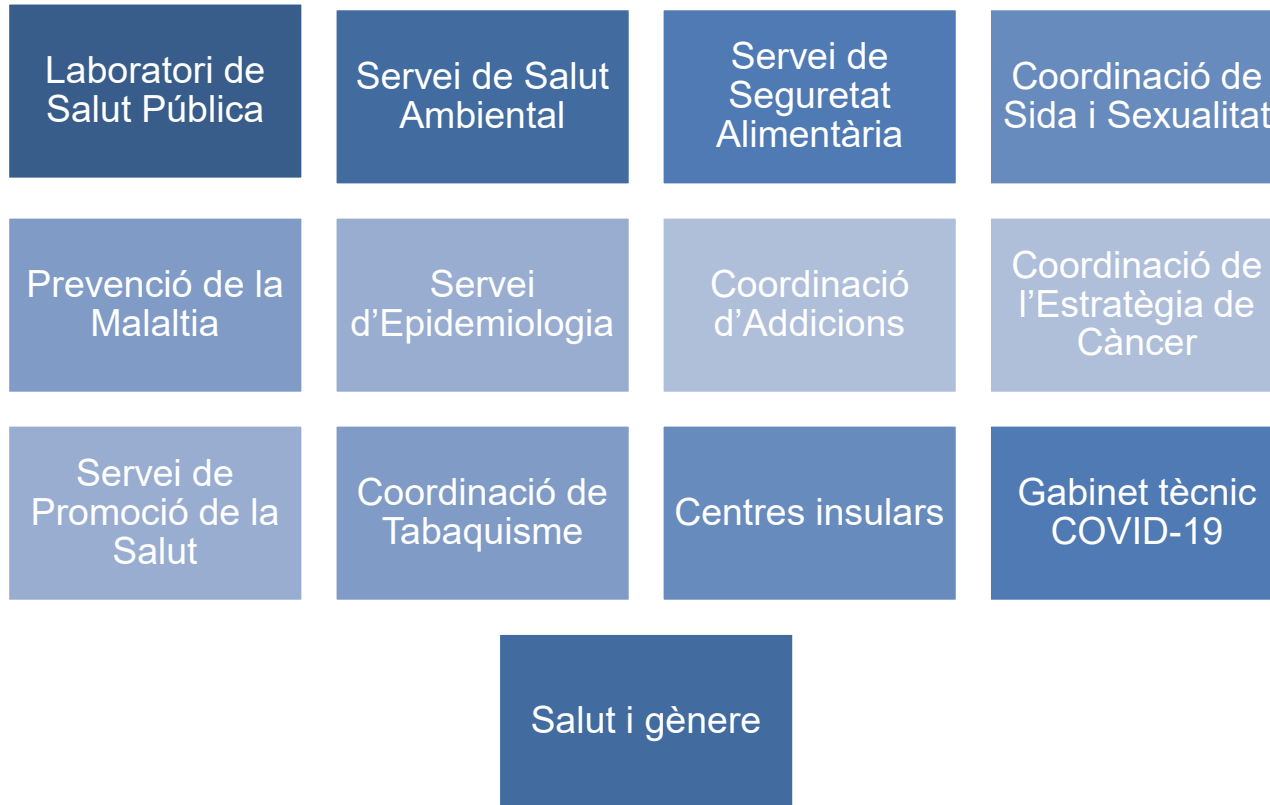 Laboratori de
Salut Pública
Servei de Salut
Ambiental
Servei de
Seguretat
Alimentària
Coordinació de
Sida i Sexualitat
Prevenció de la
Malaltia
Servei
d’Epidemiologia
Coordinació
d’Addicions
Coordinació de
l’Estratègia de
Càncer
Servei de
Promoció de la
Salut
Coordinació de
Tabaquisme
Centres insulars
Gabinet tècnic
COVID-19
Salut i gènere